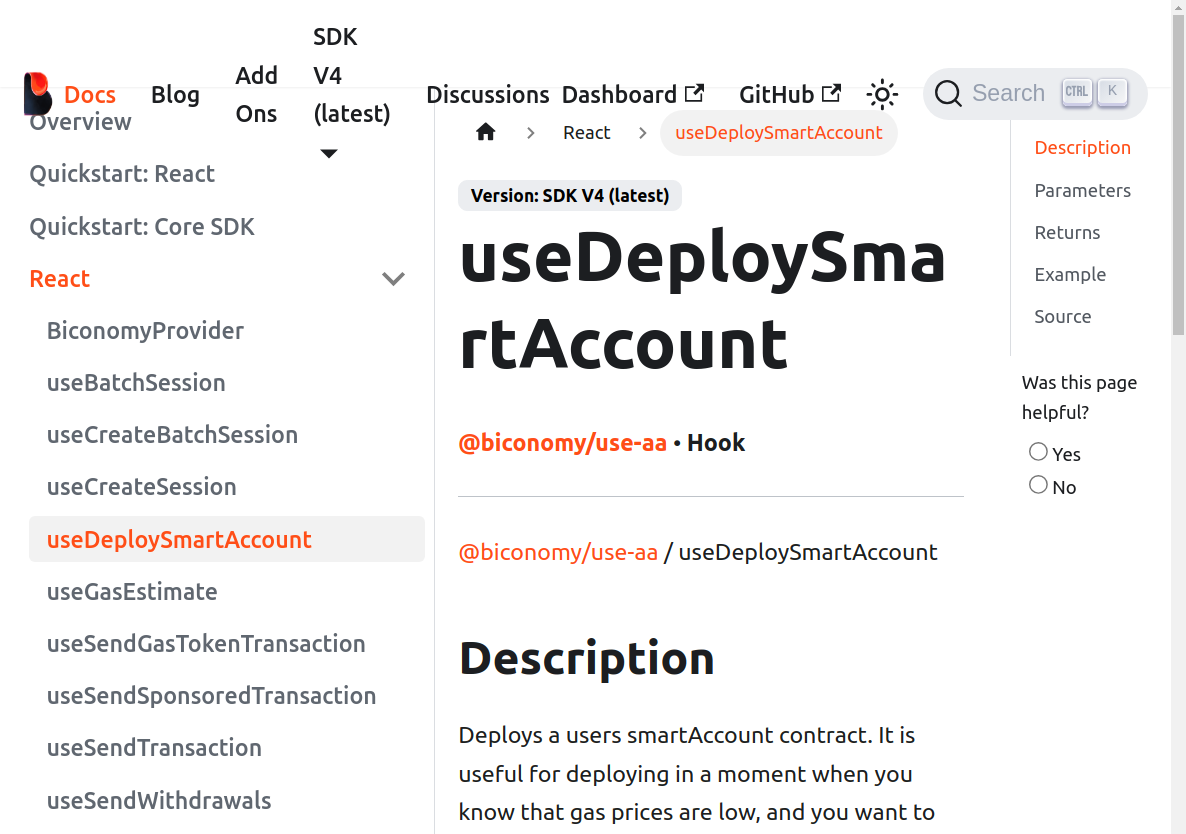 Docs
Blog
Add
Ons
SDK
V4
(latest)
Discussions
Dashboard
GitHub
Search
CTRL
K
Overview
Quickstart: React
Quickstart: Core SDK
React
BiconomyProvider
useBatchSession
useCreateBatchSession
useCreateSession
useDeploySmartAccount
useGasEstimate
useSendGasTokenTransaction
useSendSponsoredTransaction
useSendTransaction
useSendWithdrawals
React
useDeploySmartAccount
Version: SDK V4 (latest)
useDeploySma
rtAccount
@biconomy/use-aa • Hook
@biconomy/use-aa / useDeploySmartAccount
Description
Deploys a users smartAccount contract. It is
useful for deploying in a moment when you
know that gas prices are low, and you want to
Description
Parameters
Returns
Example
Source
Was this page
helpful?
Yes
No